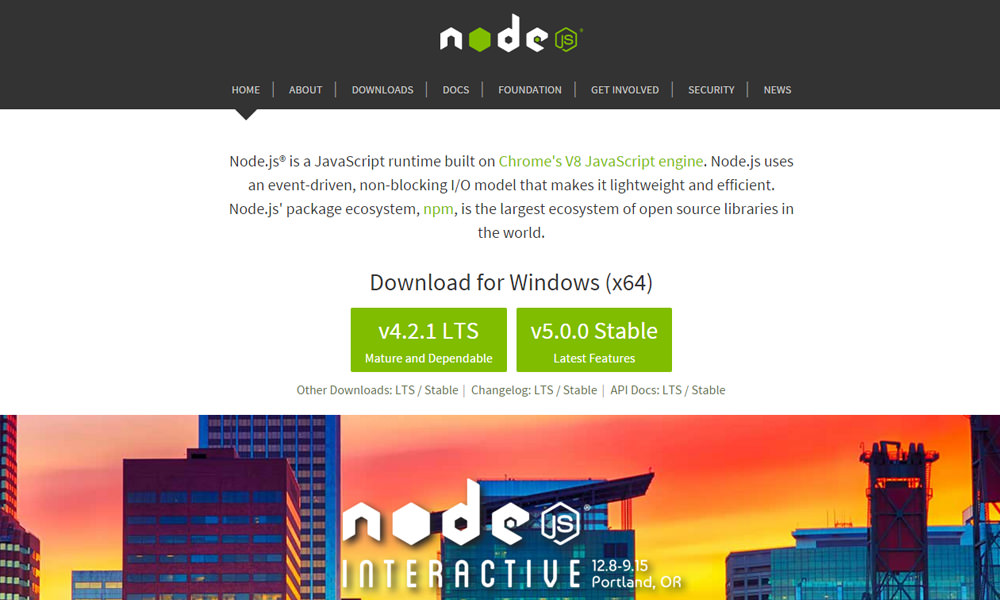 node JS®
HOME | ABOUT | DOWNLOADS | DOCS | FOUNDATION | GET INVOLVED | SECURITY | NEWS
Node.js® is a JavaScript runtime built on Chrome's V8 JavaScript engine. Node.js uses
an event-driven, non-blocking I/O model that makes it lightweight and efficient.
Node.js' package ecosystem, npm, is the largest ecosystem of open source libraries in
the world.
Download for Windows (x64)
v4.2.1 LTS v5.0.0 Stable
Mature and Dependable Latest Features
Other Downloads: LTS / Stable | Changelog: LTS / Stable | API Docs: LTS / Stable
node JS®
INTERACTIVE 12.8-9.15
Portland, OR